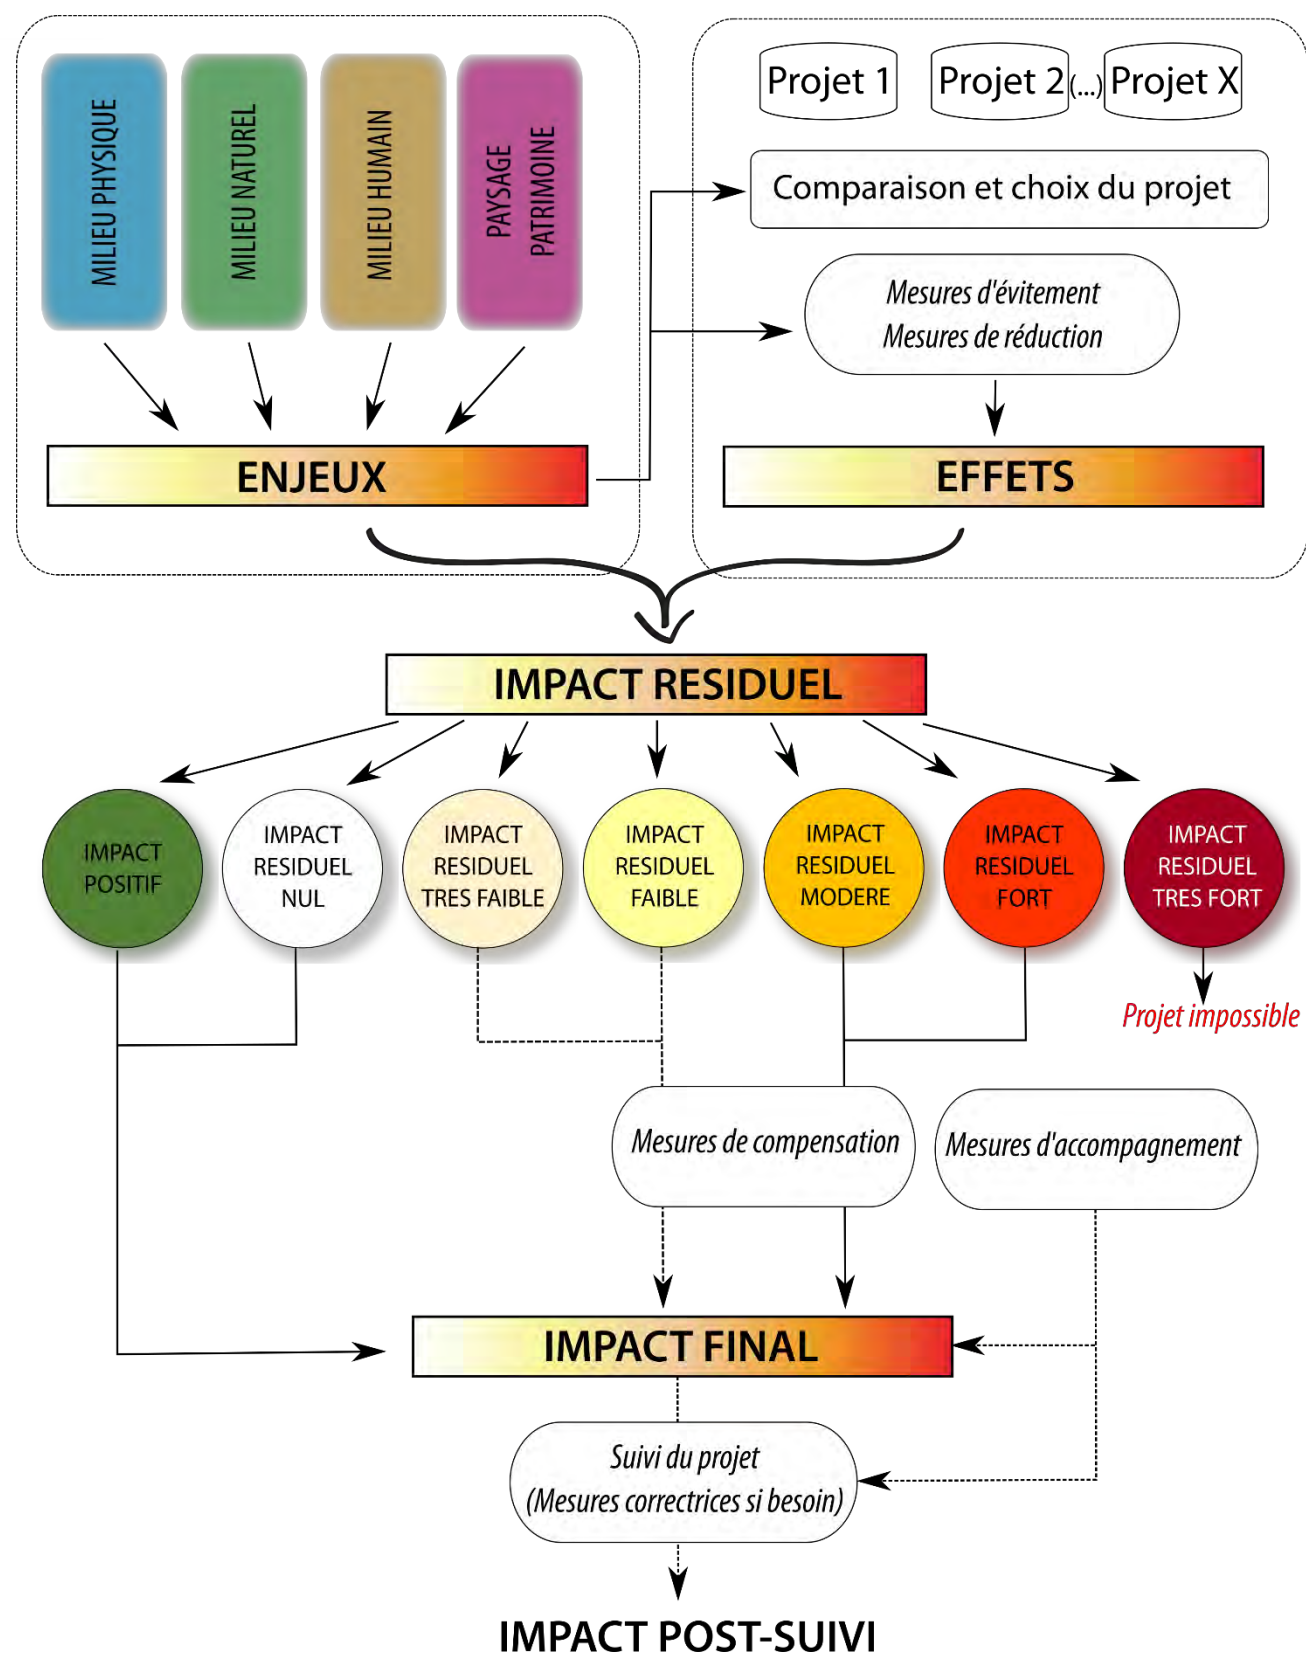 MILIEU PHYSIQUE
MILIEU NATUREL
MILIEU HUMAIN
PAYSAGE
PATRIMOINE
ENJEUX
Projet 1
Projet 2
(...)
Projet X
Comparaison et choix du projet
Mesures d'évitement
Mesures de réduction
EFFETS
IMPACT RESIDUEL
IMPACT
POSITIF
IMPACT
RESIDUEL
NUL
IMPACT
RESIDUEL
TRES FAIBLE
IMPACT
RESIDUEL
FAIBLE
IMPACT
RESIDUEL
MODERE
IMPACT
RESIDUEL
FORT
IMPACT
RESIDUEL
TRES FORT
Projet impossible
Mesures de compensation
Mesures d'accompagnement
IMPACT FINAL
Suivi du projet
(Mesures correctrices si besoin)
IMPACT POST-SUIVI